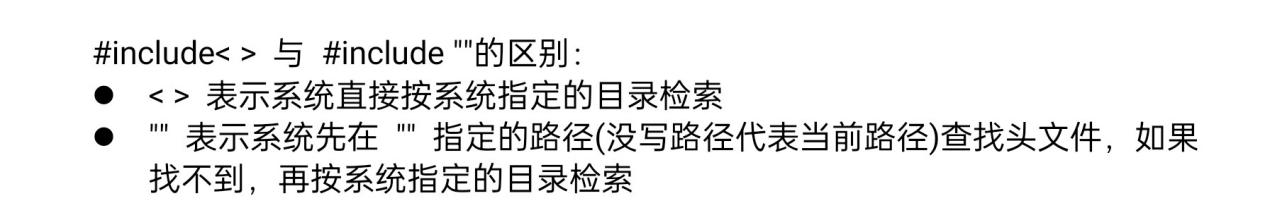 #include< > 与 #include ""的区别：
● < > 表示系统直接按系统指定的目录检索
● "" 表示系统先在 "" 指定的路径(没写路径代表当前路径)查找头文件，如果
找不到，再按系统指定的目录检索